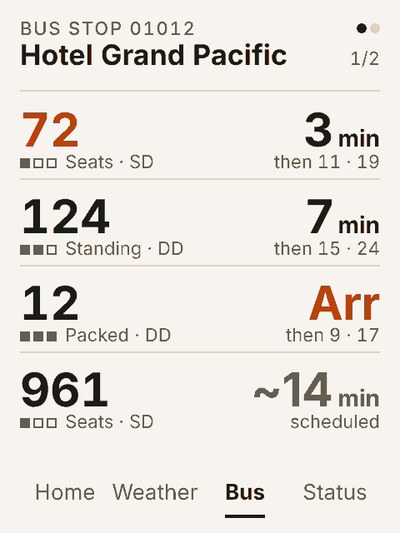 BUS STOP 01012
Hotel Grand Pacific
1/2
72
3 min
Seats · SD
then 11 · 19
124
7 min
Standing · DD
then 15 · 24
12
Arr
Packed · DD
then 9 · 17
961
~14 min
Seats · SD
scheduled
Home Weather Bus Status